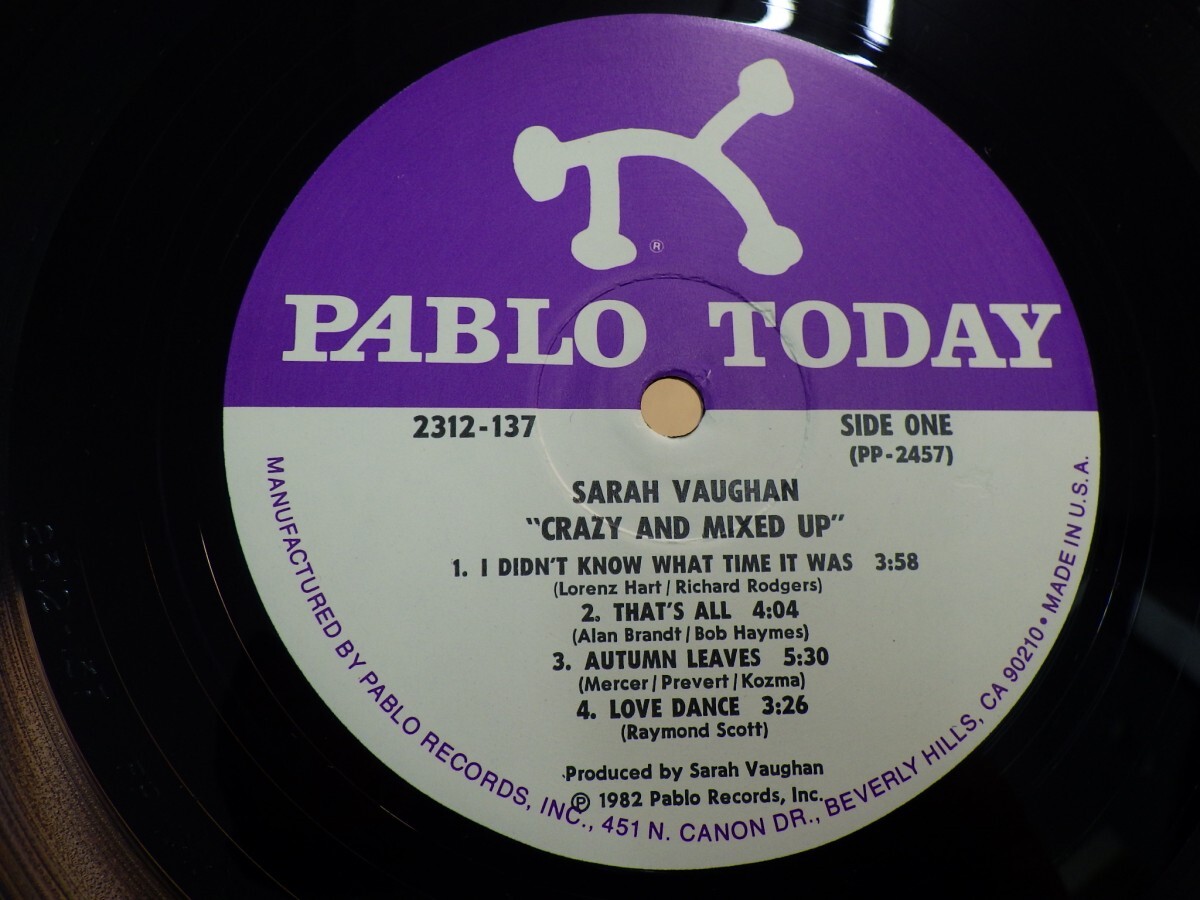 ®
PABLO TODAY
2312-137
SIDE ONE
(PP-2457)
SARAH VAUGHAN
"CRAZY AND MIXED UP"
1. I DIDN'T KNOW WHAT TIME IT WAS 3:58
(Lorenz Hart/Richard Rodgers)
2. THAT'S ALL 4:04
(Alan Brandt/Bob Haymes)
3. AUTUMN LEAVES 5:30
(Mercer/Prevert/Kozma)
4. LOVE DANCE 3:26
(Raymond Scott)
Produced by Sarah Vaughan
℗ 1982 Pablo Records, Inc.
MANUFACTURED BY PABLO RECORDS, INC., 451 N. CANON DR., BEVERLY HILLS, CA 90210 • MADE IN U.S.A.